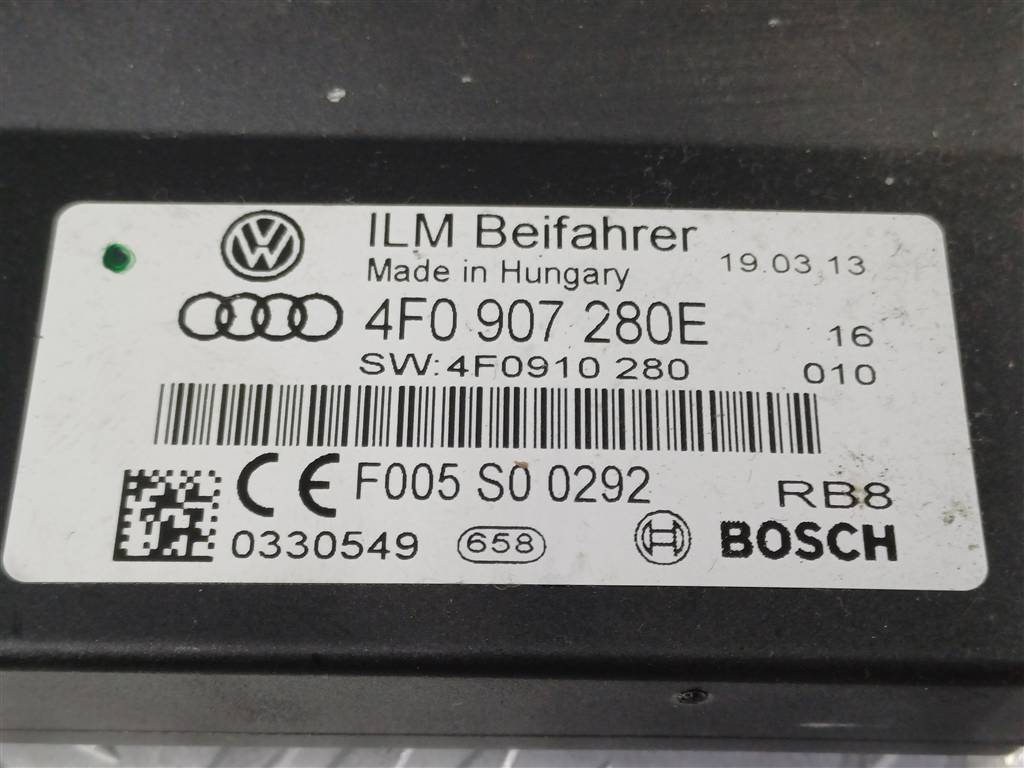 ILM Beifahrer
Made in Hungary
19.03.13
4F0 907 280E
16
SW:4F0910 280
010
CE F005 S0 0292
RB8
0330549
658
BOSCH